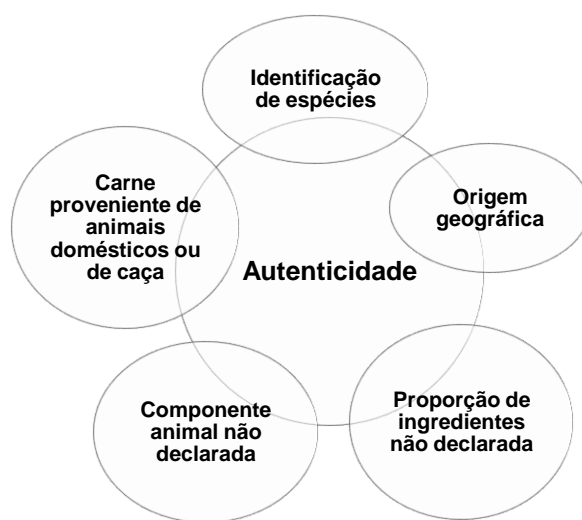 Identificação
de espécies
Origem
geográfica
Carne
proveniente de
animais
domésticos ou
de caça
Autenticidade
Componente
animal não
declarada
Proporção de
ingredientes
não declarada